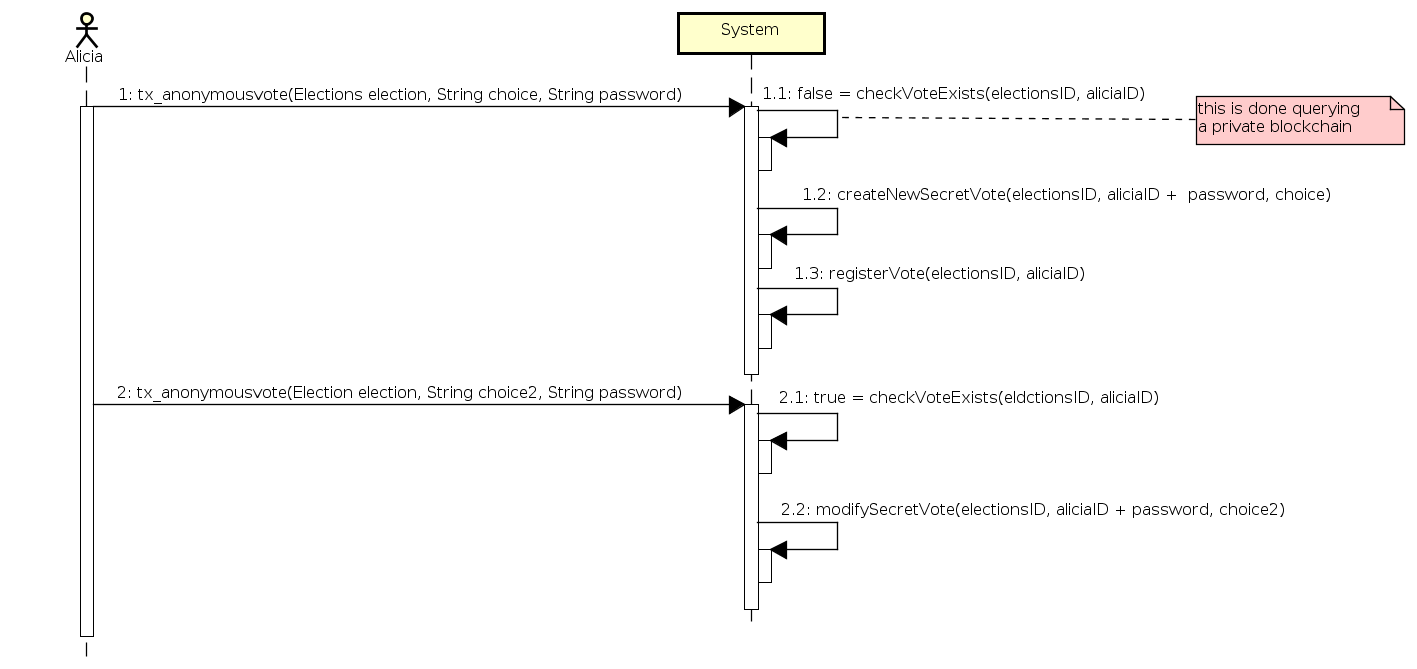 Alicia
System
1: tx_anonymousvote(Elections election, String choice, String password)
1.1: false = checkVoteExists(electionsID, aliciaID)
this is done querying
a private blockchain
1.2: createNewSecretVote(electionsID, aliciaID +  password, choice)
1.3: registerVote(electionsID, aliciaID)
2: tx_anonymousvote(Election election, String choice2, String password)
2.1: true = checkVoteExists(eldctionsID, aliciaID)
2.2: modifySecretVote(electionsID, aliciaID + password, choice2)